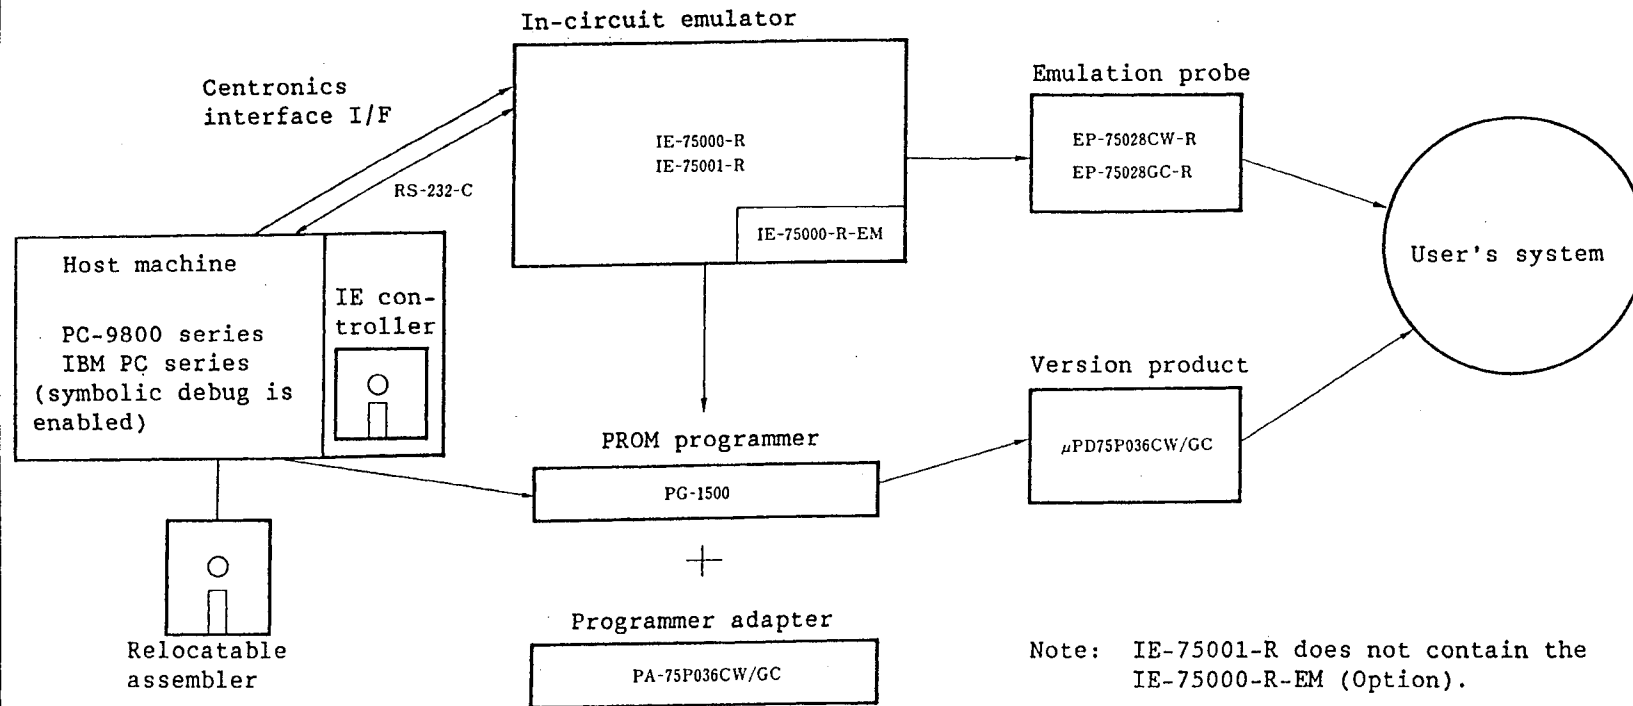 In-circuit emulator
Centronics
interface I/F
RS-232-C
IE-75000-R
IE-75001-R
IE-75000-R-EM
Emulation probe
EP-75028CW-R
EP-75028GC-R
User's system
Host machine
PC-9800 series
IBM PC series
(symbolic debug is
enabled)
IE con-
troller
PROM programmer
PG-1500
Version product
μPD75P036CW/GC
+
Programmer adapter
PA-75P036CW/GC
Relocatable
assembler
Note: IE-75001-R does not contain the
IE-75000-R-EM (Option).